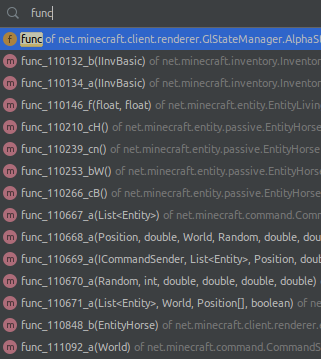 func
func of net.minecraft.client.renderer.GlStateManager.AlphaS
func_110132_b(IInvBasic) of net.minecraft.inventory.Invento
func_110134_a(IInvBasic) of net.minecraft.inventory.Invento
func_110146_f(float, float) of net.minecraft.entity.EntityLivin
func_110210_cH() of net.minecraft.entity.passive.EntityHorse
func_110239_cn() of net.minecraft.entity.passive.EntityHorse
func_110253_bW() of net.minecraft.entity.passive.EntityHors
func_110266_cB() of net.minecraft.entity.passive.EntityHorse
func_110667_a(List<Entity>) of net.minecraft.command.Comm
func_110668_a(Position, double, World, Random, double, dou
func_110669_a(ICommandSender, List<Entity>, Position, doub
func_110670_a(Random, int, double, double, double, double)
func_110671_a(List<Entity>, World, Position[], boolean) of net
func_110848_b(EntityHorse) of net.minecraft.client.renderer.e
func_111092_a(World) of net.minecraft.command.CommandS